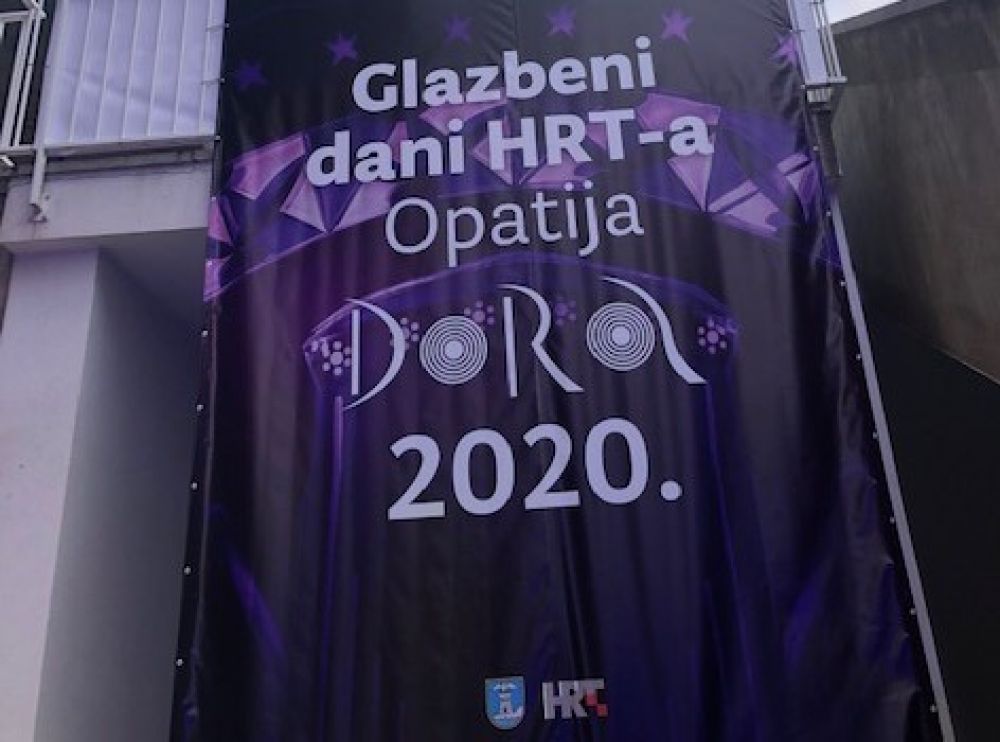 Glazbeni
dani HRT-a
Opatija
DORA
2020.
HRT